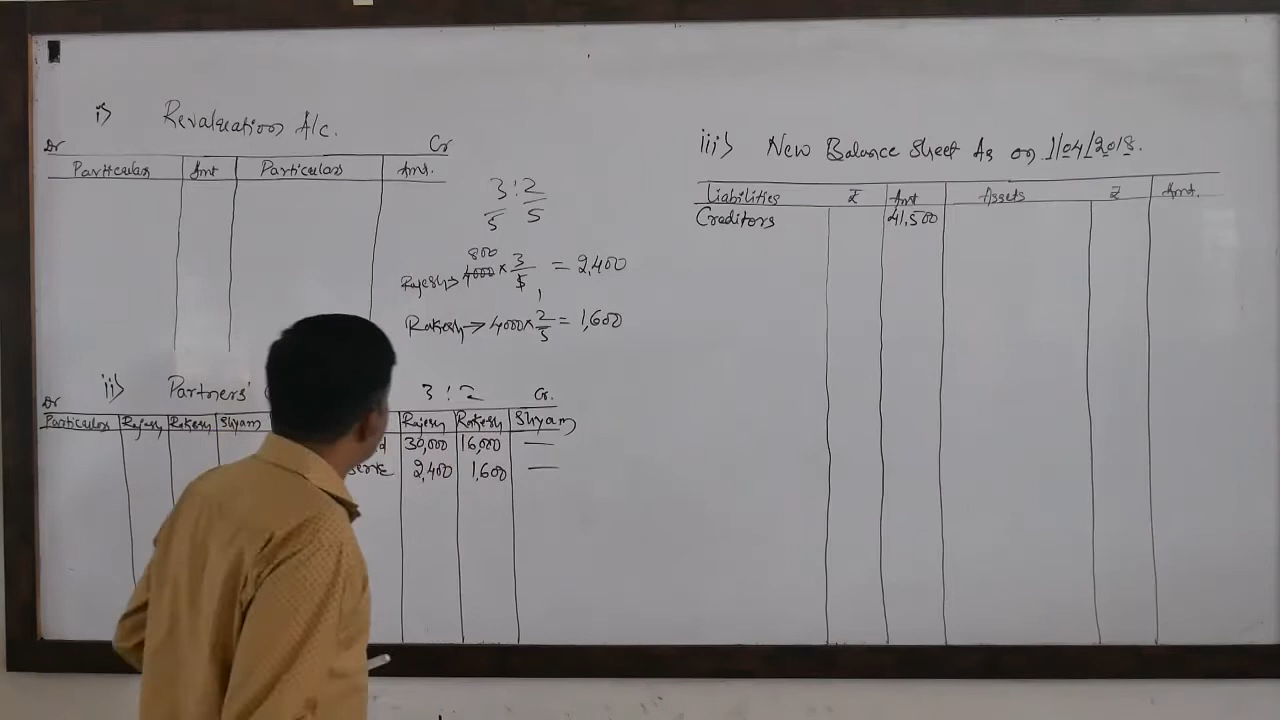 i) Revaluation A/c.
Dr Cr
Particulars Amt Particulars Amt.
3:2
5 5
800
Rajesh → 4000 × 3/5 = 2,400
1
Rakesh → 4000 × 2/5 = 1,600
ii) Partners' 3 : 2
Dr Cr.
Particulars Rajesh Rakesh Shyam Rajesh Rakesh Shyam
d 30,000 16,000 —
serve 2,400 1,600 —
iii) New Balance Sheet As on 1/04/2018.
Liabilities ₹ Amt Assets ₹ Amt.
Creditors 41,500